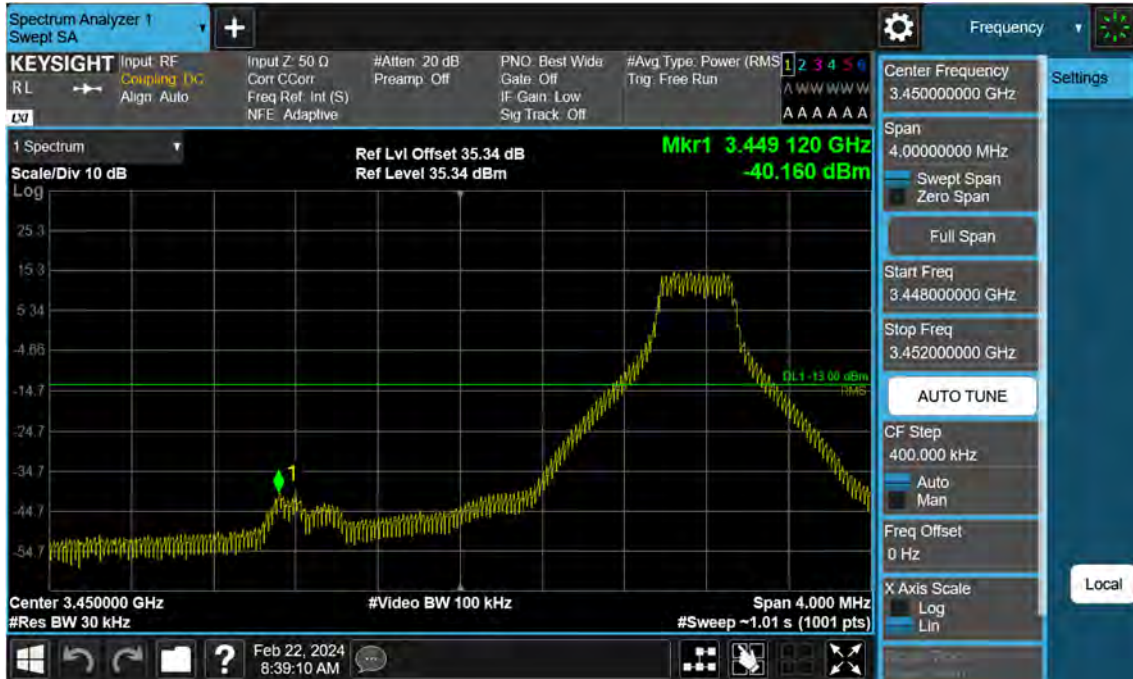 Spectrum Analyzer 1
Swept SA
Frequency
KEYSIGHT
RL
LXI
Input: RF
Coupling: DC
Align: Auto
Input Z: 50 Ω
Corr CCorr
Freq Ref: Int (S)
NFE: Adaptive
#Atten: 20 dB
Preamp: Off
PNO: Best Wide
Gate: Off
IF Gain: Low
Sig Track: Off
#Avg Type: Power (RMS
Trig: Free Run
1 2 3 4 5 6
A W W W W W
A A A A A A
1 Spectrum
Scale/Div 10 dB
Ref Lvl Offset 35.34 dB
Ref Level 35.34 dBm
Mkr1 3.449 120 GHz
-40.160 dBm
Log
25.3
15.3
5.34
-4.66
-14.7
-24.7
-34.7
-44.7
-54.7
DL1 -13.00 dBm
RMS
1
Center 3.450000 GHz
#Res BW 30 kHz
#Video BW 100 kHz
Span 4.000 MHz
#Sweep ~1.01 s (1001 pts)
Feb 22, 2024
8:39:10 AM
Center Frequency
3.450000000 GHz
Span
4.00000000 MHz
Swept Span
Zero Span
Full Span
Start Freq
3.448000000 GHz
Stop Freq
3.452000000 GHz
AUTO TUNE
CF Step
400.000 kHz
Auto
Man
Freq Offset
0 Hz
X Axis Scale
Log
Lin
Settings
Local